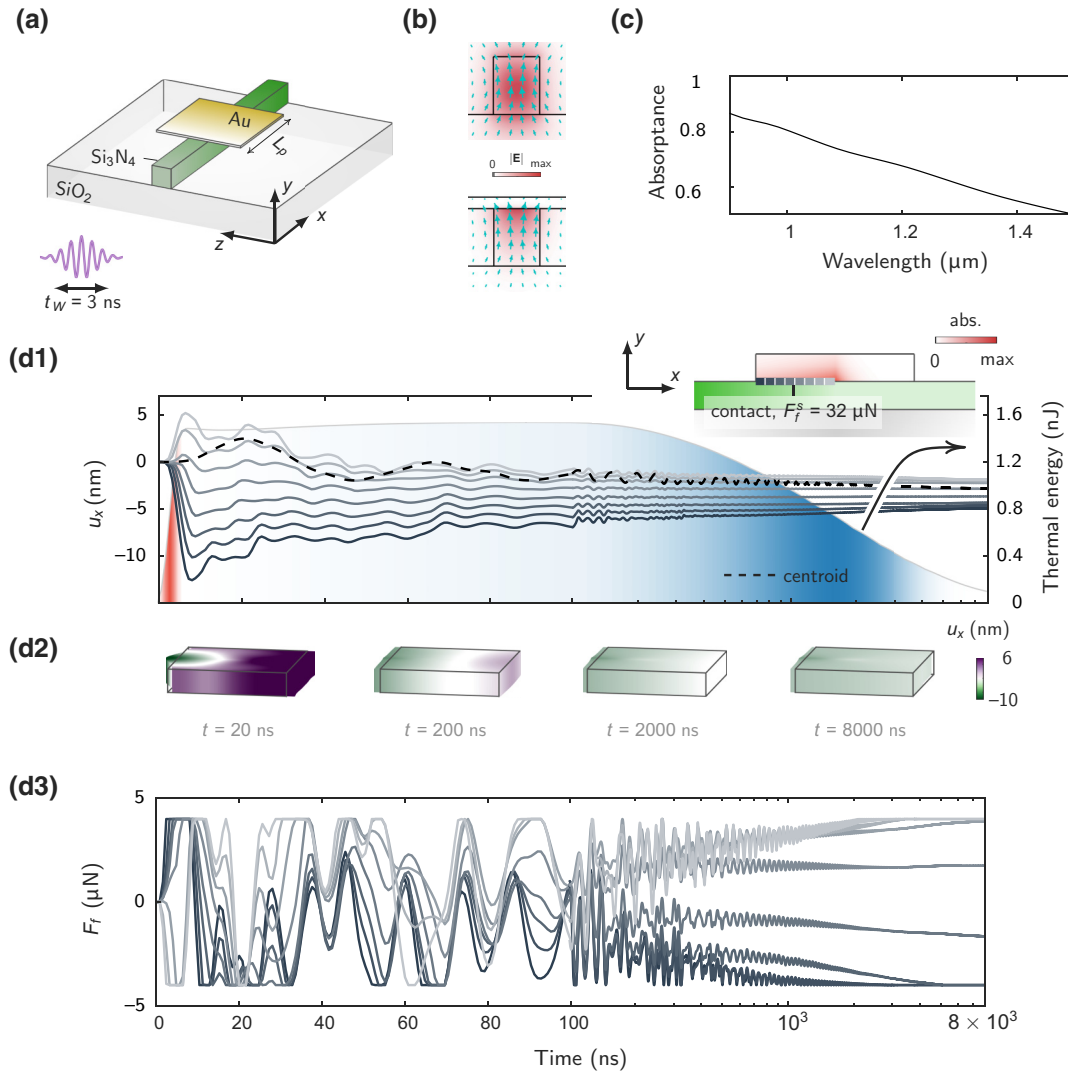 (a)
Au
L_p
Si₃N₄
SiO₂
y
x
z
t_W = 3 ns
(b)
|E|
0 max
(c)
Absorptance
1
0.8
0.6
1 1.2 1.4
Wavelength (μm)
(d1)
y
x
abs.
0 max
contact, F_f^s = 32 μN
u_x (nm)
5
0
−5
−10
centroid
1.6
1.2
0.8
0.4
0
Thermal energy (nJ)
(d2)
u_x (nm)
6
−10
t = 20 ns
t = 200 ns
t = 2000 ns
t = 8000 ns
(d3)
F_f (μN)
5
0
−5
0 20 40 60 80 100 10³ 8 × 10³
Time (ns)